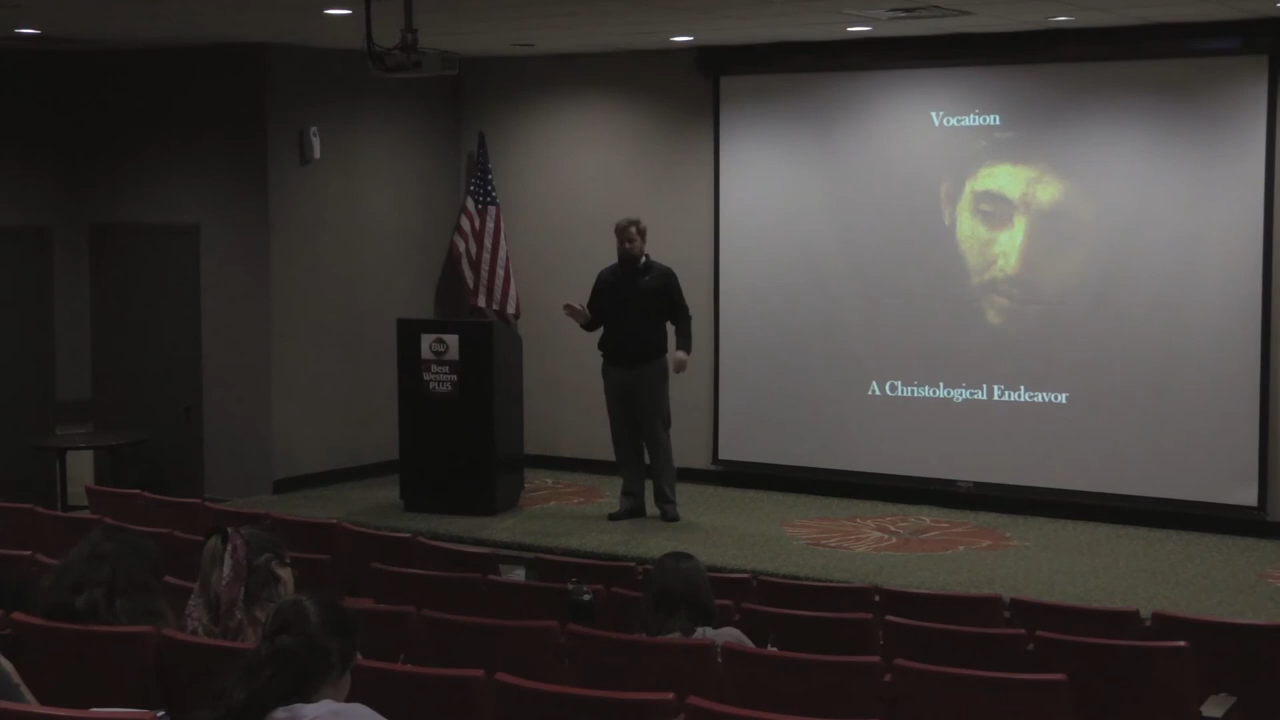 Vocation
A Christological Endeavor
BW
Best
Western
PLUS